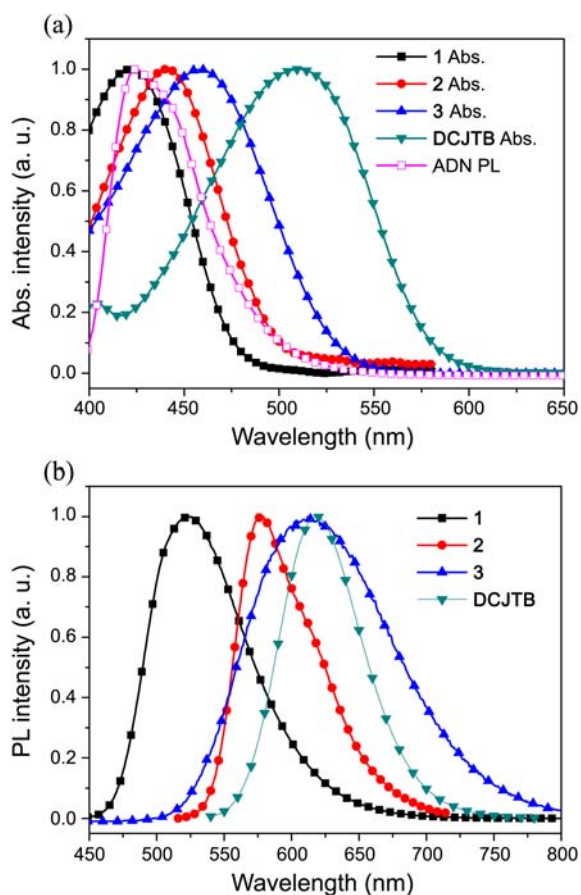 (a)
1 Abs.
2 Abs.
3 Abs.
DCJTB Abs.
ADN PL
Abs. intensity (a. u.)
1.0
0.8
0.6
0.4
0.2
0.0
400 450 500 550 600 650
Wavelength (nm)
(b)
1
2
3
DCJTB
PL intensity (a. u.)
1.0
0.8
0.6
0.4
0.2
0.0
450 500 550 600 650 700 750 800
Wavelength (nm)